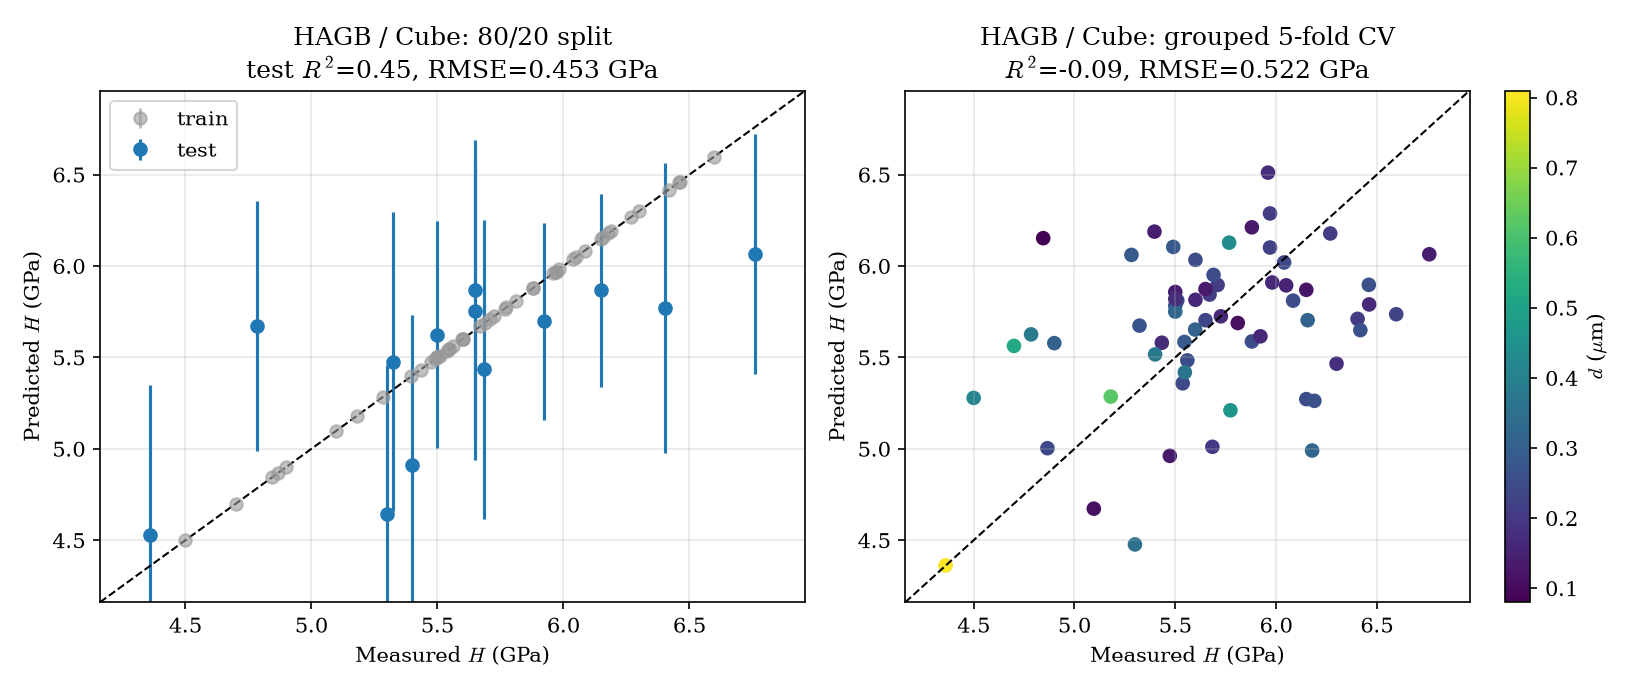 HAGB / Cube: 80/20 split
test R²=0.45, RMSE=0.453 GPa
train
test
6.5
6.0
5.5
5.0
4.5
Predicted H (GPa)
4.5 5.0 5.5 6.0 6.5
Measured H (GPa)
HAGB / Cube: grouped 5-fold CV
R²=-0.09, RMSE=0.522 GPa
6.5
6.0
5.5
5.0
4.5
Predicted H (GPa)
4.5 5.0 5.5 6.0 6.5
Measured H (GPa)
0.8
0.7
0.6
0.5
0.4
0.3
0.2
0.1
d (μm)